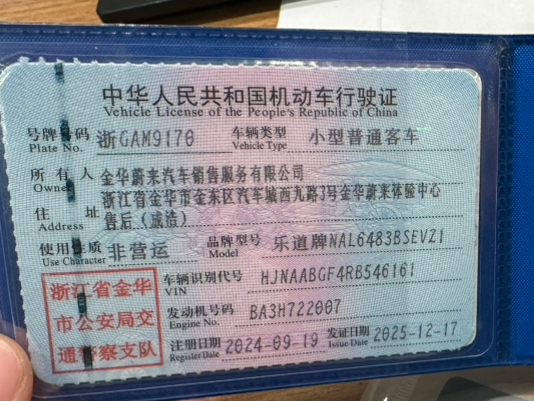 中华人民共和国机动车行驶证
Vehicle License of the People's Republic of China
号牌号码 浙GAM9170 车辆类型 小型普通客车
Plate No. Vehicle Type
所有人 金华蔚来汽车销售服务有限公司
Owner
浙江省金华市金东区汽车城西九路3号金华蔚来体验中心
住址 售后（威浩）
Address
使用性质 非营运 品牌型号 乐道牌NAL6483BSEVZ1
Use Character Model
浙江省金华
市公安局交
通警察支队
车辆识别代号 HJNAABGF4RB546161
VIN
发动机号码 BA3H722007
Engine No.
注册日期 2024-09-19 发证日期 2025-12-17
Register Date Issue Date